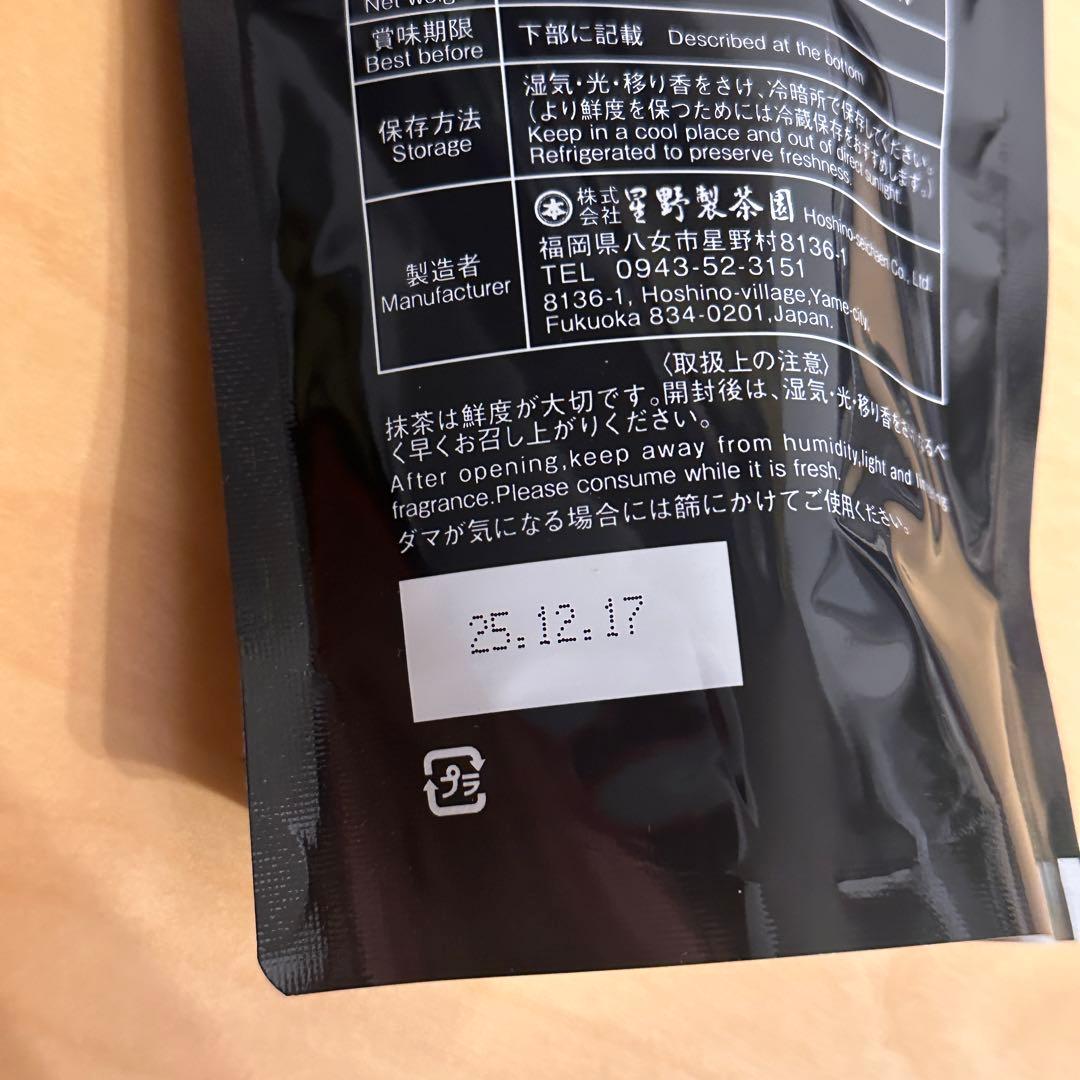 Net weight
賞味期限
Best before
下部に記載 Described at the bottom
保存方法
Storage
湿気・光・移り香をさけ、冷暗所で保存してください。
(より鮮度を保つためには冷蔵保存をおすすめします。)
Keep in a cool place and out of direct sunlight.
Refrigerated to preserve freshness.
製造者
Manufacturer
本 株式会社 星野製茶園 Hoshino-seichaen Co., Ltd.
福岡県八女市星野村8136-1
TEL 0943-52-3151
8136-1, Hoshino-village,Yame-city,
Fukuoka 834-0201,Japan.
〈取扱上の注意〉
抹茶は鮮度が大切です。開封後は、湿気・光・移り香をさけなるべ
く早くお召し上がりください。
After opening,keep away from humidity,light and
fragrance.Please consume while it is fresh.
ダマが気になる場合には篩にかけてご使用ください。
25.12.17
プラ